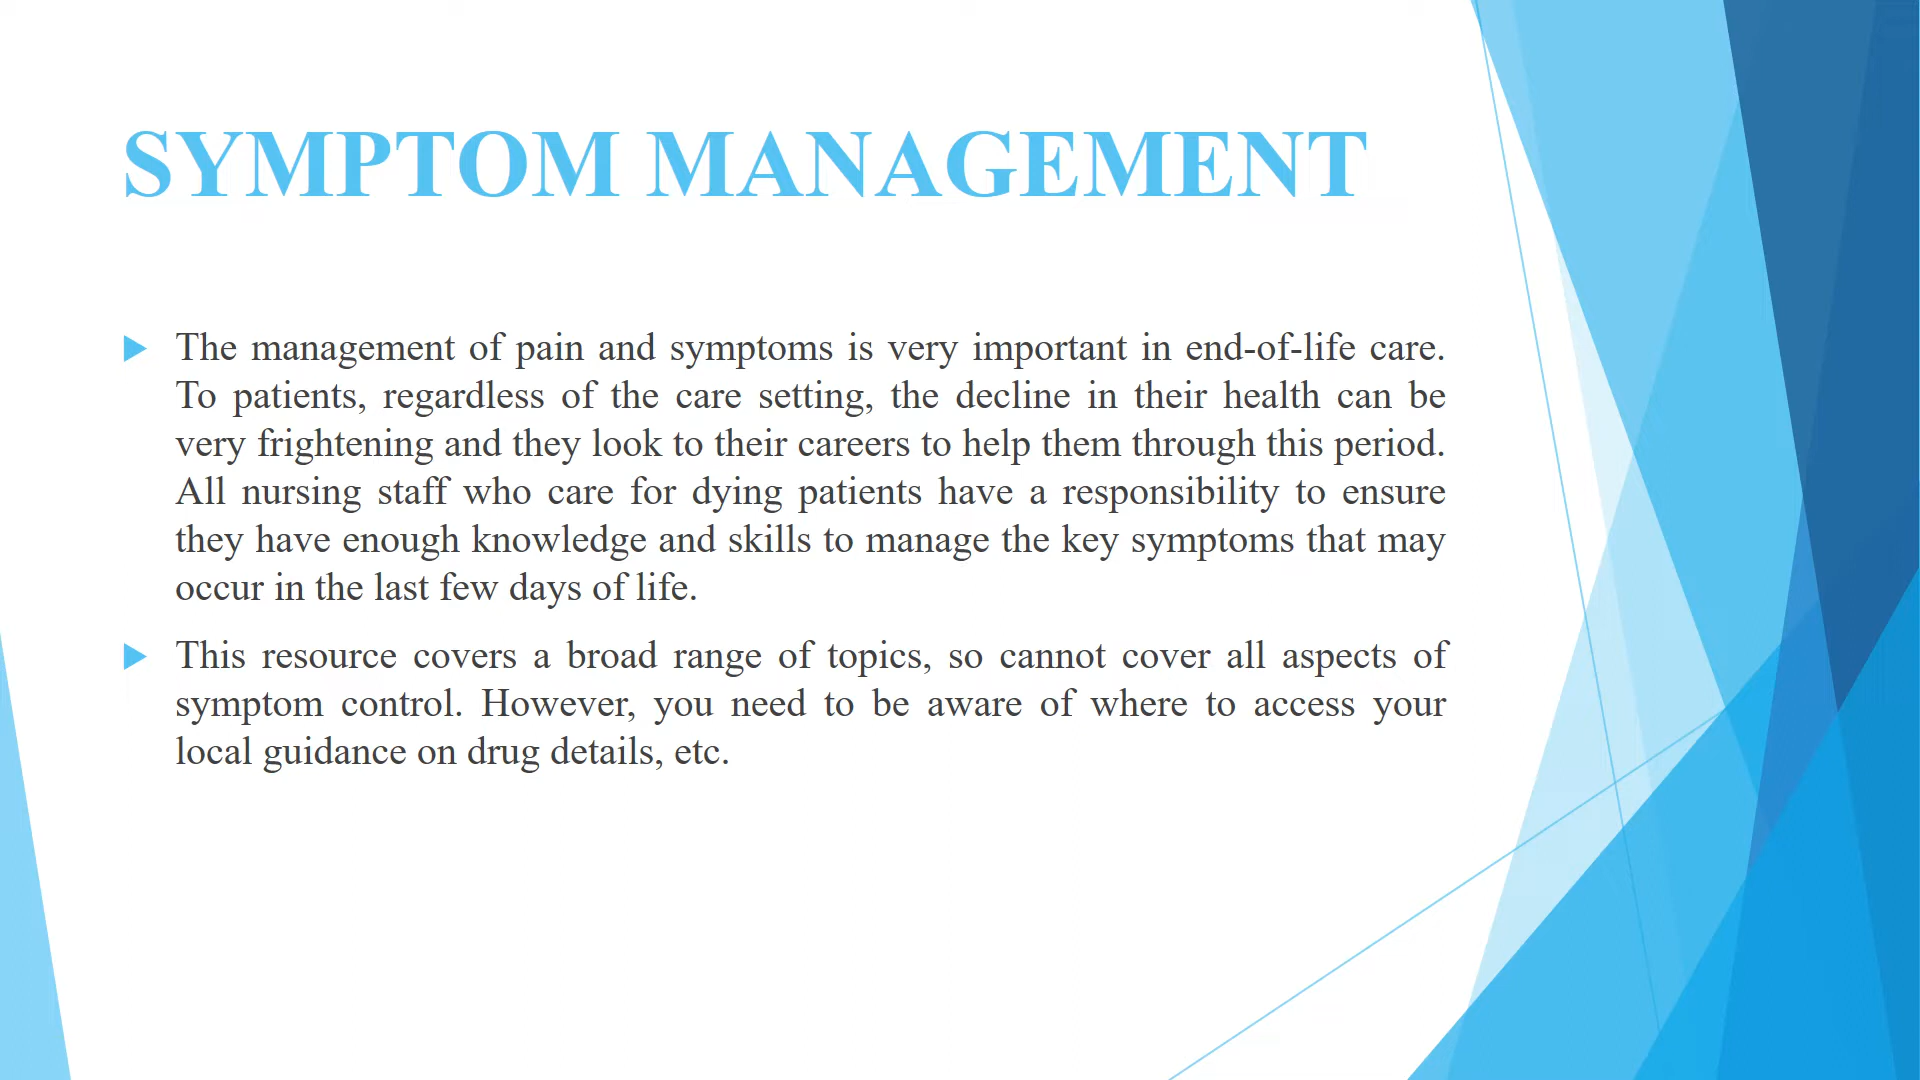 SYMPTOM MANAGEMENT
The management of pain and symptoms is very important in end-of-life care.
To patients, regardless of the care setting, the decline in their health can be
very frightening and they look to their careers to help them through this period.
All nursing staff who care for dying patients have a responsibility to ensure
they have enough knowledge and skills to manage the key symptoms that may
occur in the last few days of life.
This resource covers a broad range of topics, so cannot cover all aspects of
symptom control. However, you need to be aware of where to access your
local guidance on drug details, etc.